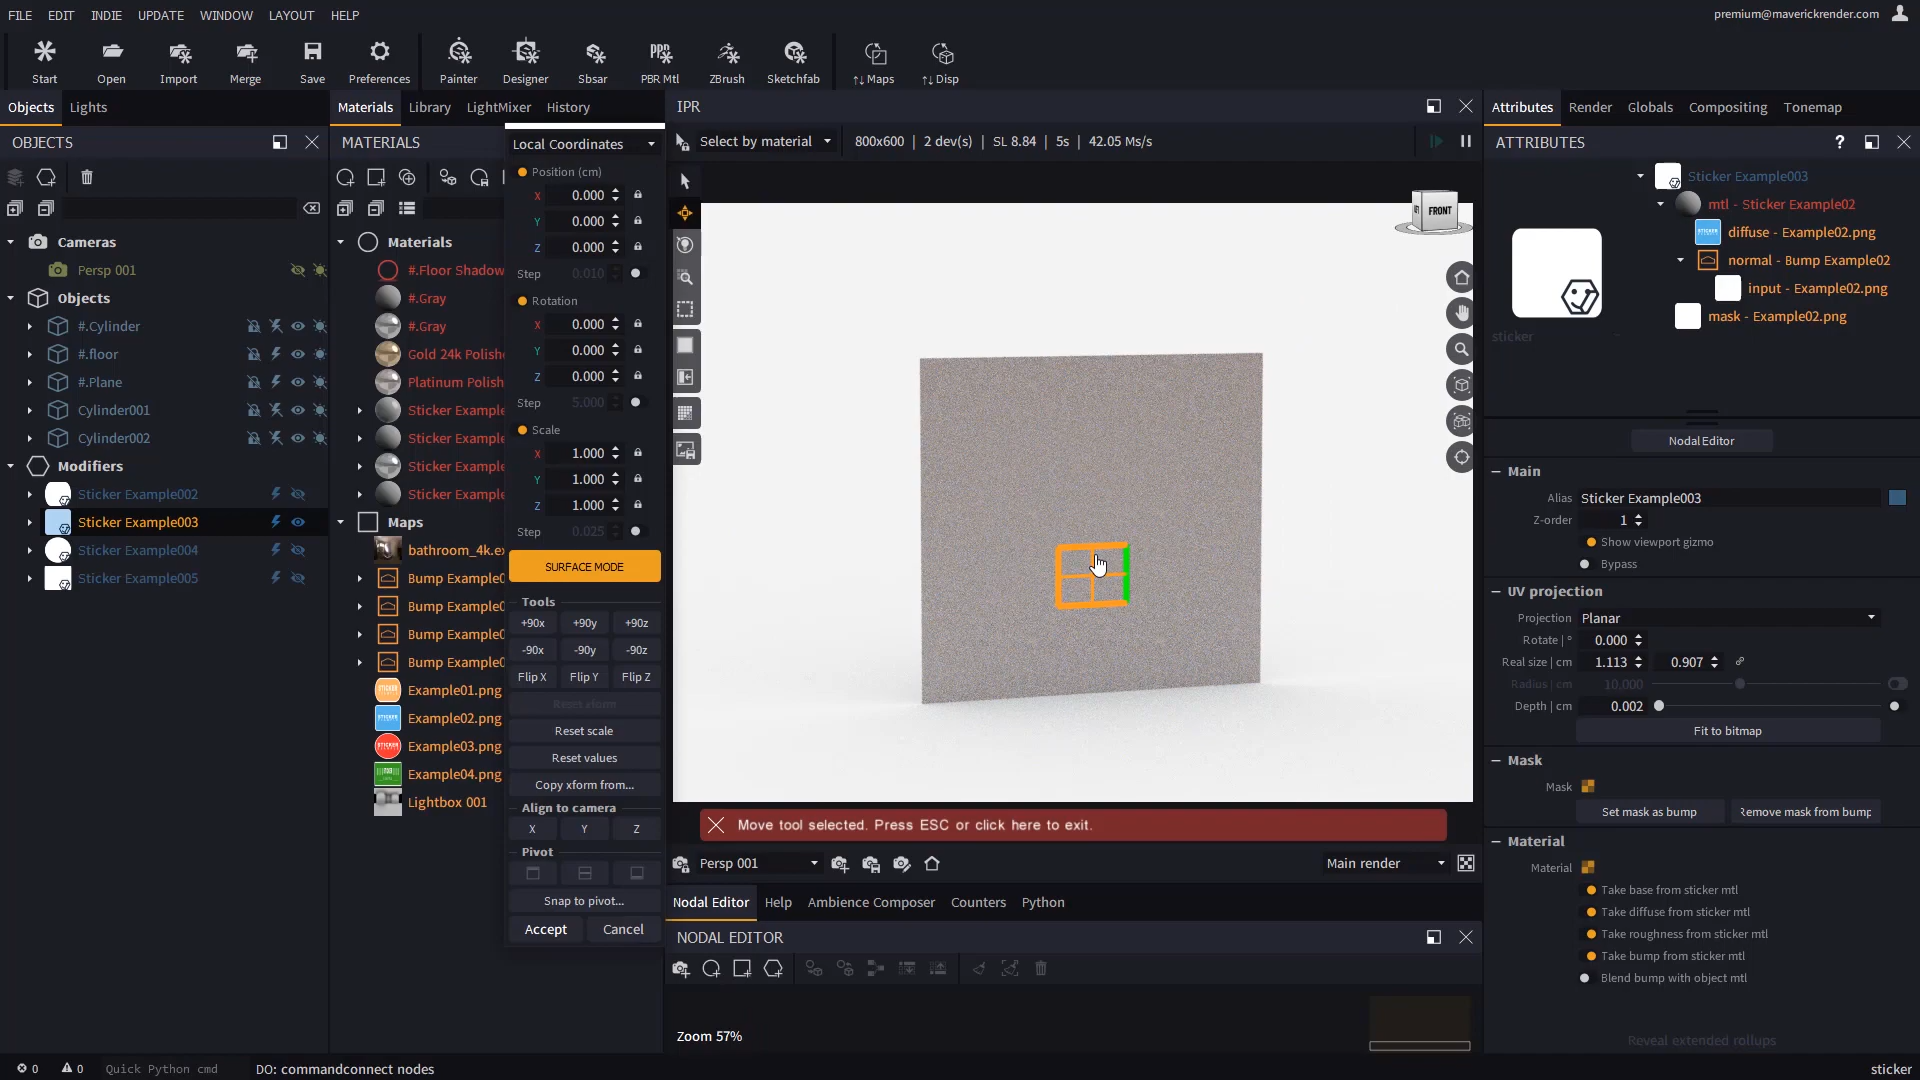 FILE EDIT INDIE UPDATE WINDOW LAYOUT HELP
premium@maverickrender.com
Start Open Import Merge Save Preferences Painter Designer Sbsar PBR Mtl ZBrush Sketchfab ↑↓Maps ↑↓Disp
Objects Lights
OBJECTS
Cameras
Persp 001
Objects
#.Cylinder
#.floor
#.Plane
Cylinder001
Cylinder002
Modifiers
Sticker Example002
Sticker Example003
Sticker Example004
Sticker Example005
Materials Library LightMixer History
MATERIALS
Materials
#.Floor Shadow
#.Gray
#.Gray
Gold 24k Polishe
Platinum Polish
Sticker Example
Sticker Example
Sticker Example
Sticker Example
Maps
bathroom_4k.ex
Bump Example0
Bump Example0
Bump Example0
Bump Example0
Example01.png
Example02.png
Example03.png
Example04.png
Lightbox 001
Local Coordinates
Position (cm)
X 0.000
Y 0.000
Z 0.000
Step 0.010
Rotation
X 0.000
Y 0.000
Z 0.000
Step 5.000
Scale
X 1.000
Y 1.000
Z 1.000
Step 0.025
SURFACE MODE
Tools
+90x +90y +90z
-90x -90y -90z
Flip X Flip Y Flip Z
Reset xform
Reset scale
Reset values
Copy xform from...
Align to camera
X Y Z
Pivot
Snap to pivot...
Accept Cancel
IPR
Select by material 800x600 | 2 dev(s) | SL 8.84 | 5s | 42.05 Ms/s
FRONT
Move tool selected. Press ESC or click here to exit.
Persp 001 Main render
Nodal Editor Help Ambience Composer Counters Python
NODAL EDITOR
Zoom 57%
Attributes Render Globals Compositing Tonemap
ATTRIBUTES ?
Sticker Example003
mtl - Sticker Example02
diffuse - Example02.png
normal - Bump Example02
input - Example02.png
mask - Example02.png
sticker
Nodal Editor
Main
Alias Sticker Example003
Z-order 1
Show viewport gizmo
Bypass
UV projection
Projection Planar
Rotate | ° 0.000
Real size | cm 1.113 0.907
Radius | cm 10.000
Depth | cm 0.002
Fit to bitmap
Mask
Mask
Set mask as bump Remove mask from bump
Material
Material
Take base from sticker mtl
Take diffuse from sticker mtl
Take roughness from sticker mtl
Take bump from sticker mtl
Blend bump with object mtl
Reveal extended rollups
0 0 Quick Python cmd DO: commandconnect nodes sticker